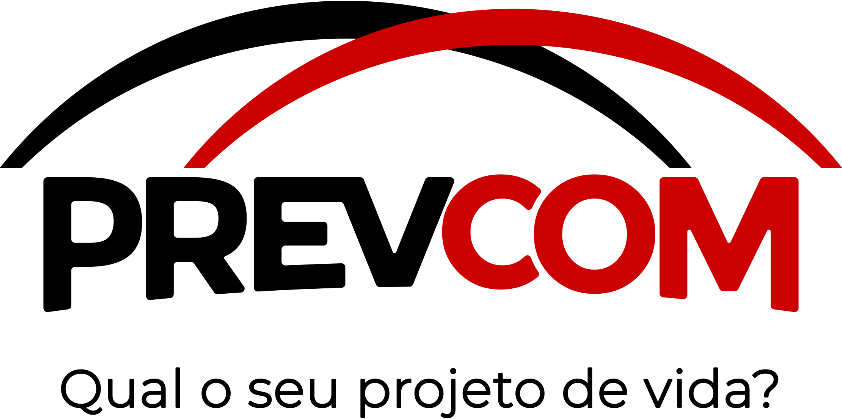 PREVCOM
Qual o seu projeto de vida?